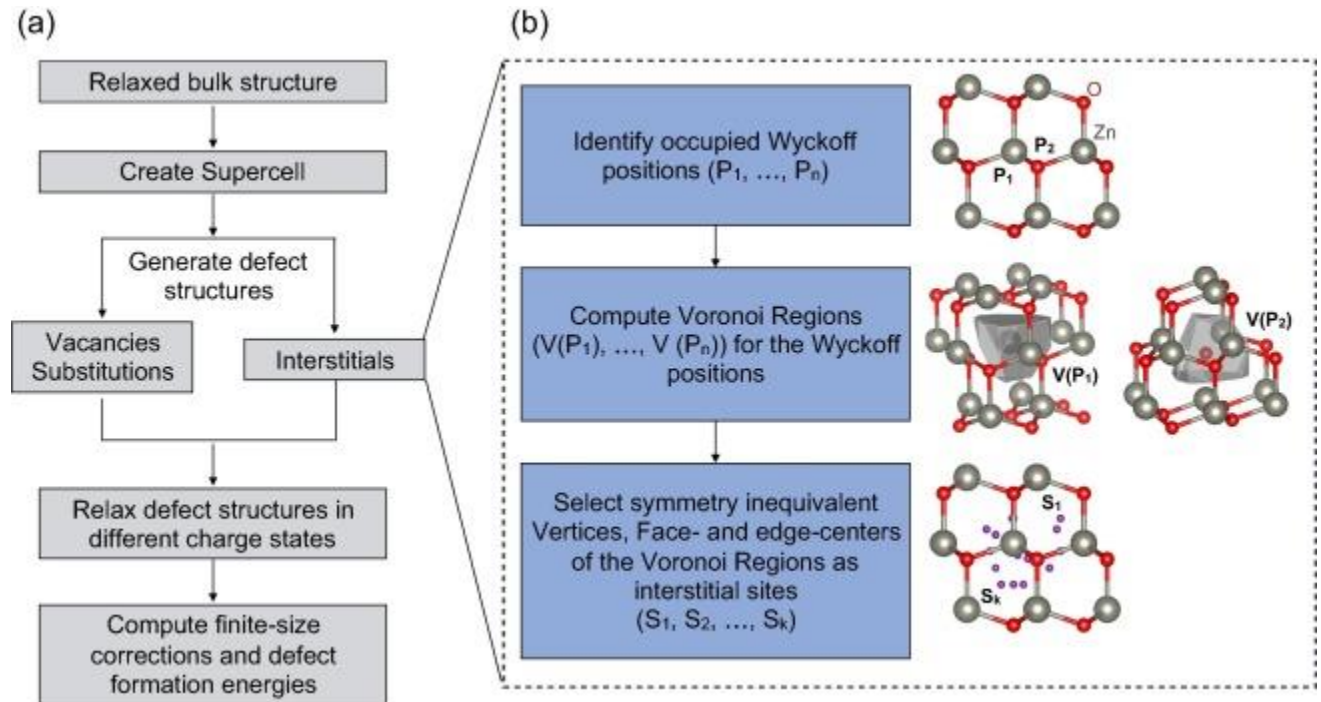 (a)
Relaxed bulk structure
Create Supercell
Generate defect
structures
Vacancies
Substitutions
Interstitials
Relax defect structures in
different charge states
Compute finite-size
corrections and defect
formation energies
(b)
Identify occupied Wyckoff
positions (P₁, ..., Pₙ)
O
Zn
P₂
P₁
Compute Voronoi Regions
(V(P₁), ..., V (Pₙ)) for the Wyckoff
positions
V(P₁)
V(P₂)
Select symmetry inequivalent
Vertices, Face- and edge-centers
of the Voronoi Regions as
interstitial sites
(S₁, S₂, ..., Sₖ)
S₁
Sₖ